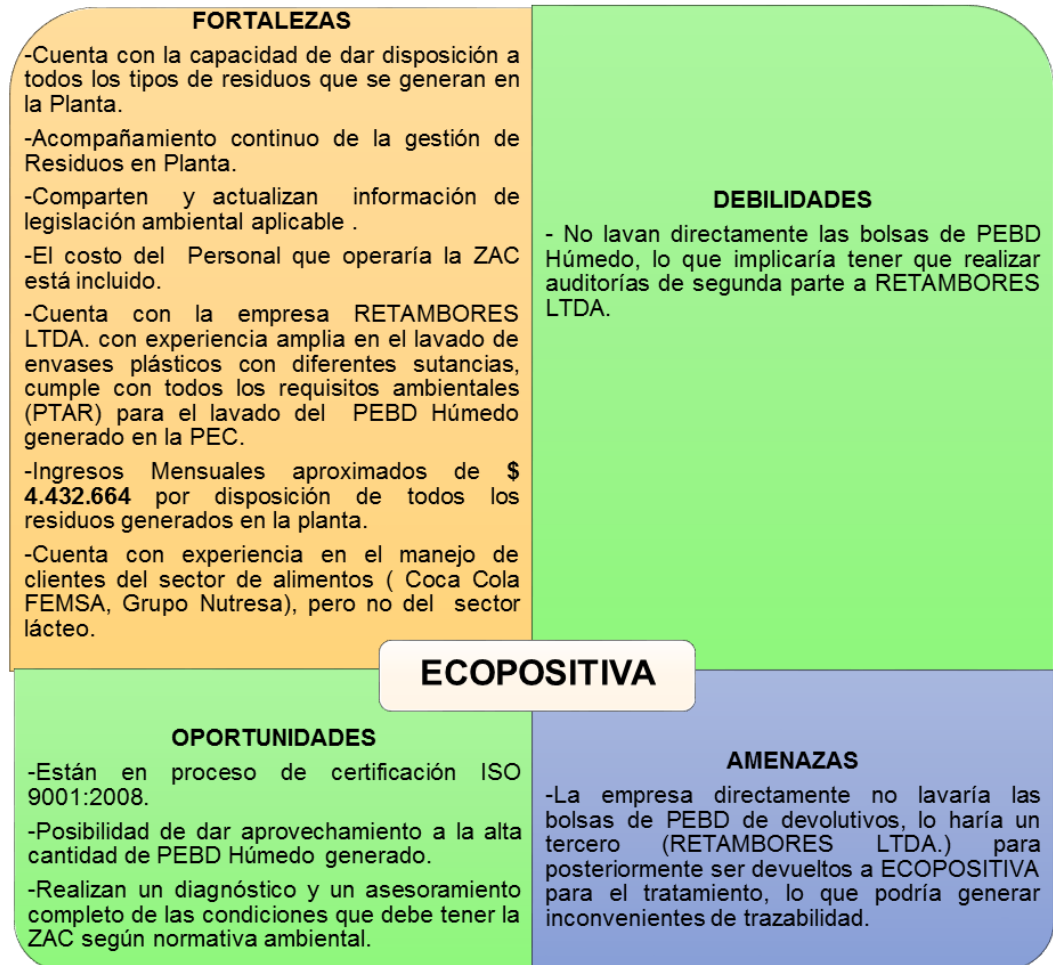 FORTALEZAS
-Cuenta con la capacidad de dar disposición a
todos los tipos de residuos que se generan en
la Planta.
-Acompañamiento continuo de la gestión de
Residuos en Planta.
-Comparten y actualizan información de
legislación ambiental aplicable .
-El costo del Personal que operaría la ZAC
está incluido.
-Cuenta con la empresa RETAMBORES
LTDA. con experiencia amplia en el lavado de
envases plásticos con diferentes sutancias,
cumple con todos los requisitos ambientales
(PTAR) para el lavado del PEBD Húmedo
generado en la PEC.
-Ingresos Mensuales aproximados de $
4.432.664 por disposición de todos los
residuos generados en la planta.
-Cuenta con experiencia en el manejo de
clientes del sector de alimentos ( Coca Cola
FEMSA, Grupo Nutresa), pero no del sector
lácteo.
DEBILIDADES
- No lavan directamente las bolsas de PEBD
Húmedo, lo que implicaría tener que realizar
auditorías de segunda parte a RETAMBORES
LTDA.
ECOPOSITIVA
OPORTUNIDADES
-Están en proceso de certificación ISO
9001:2008.
-Posibilidad de dar aprovechamiento a la alta
cantidad de PEBD Húmedo generado.
-Realizan un diagnóstico y un asesoramiento
completo de las condiciones que debe tener la
ZAC según normativa ambiental.
AMENAZAS
-La empresa directamente no lavaría las
bolsas de PEBD de devolutivos, lo haría un
tercero (RETAMBORES LTDA.) para
posteriormente ser devueltos a ECOPOSITIVA
para el tratamiento, lo que podría generar
inconvenientes de trazabilidad.